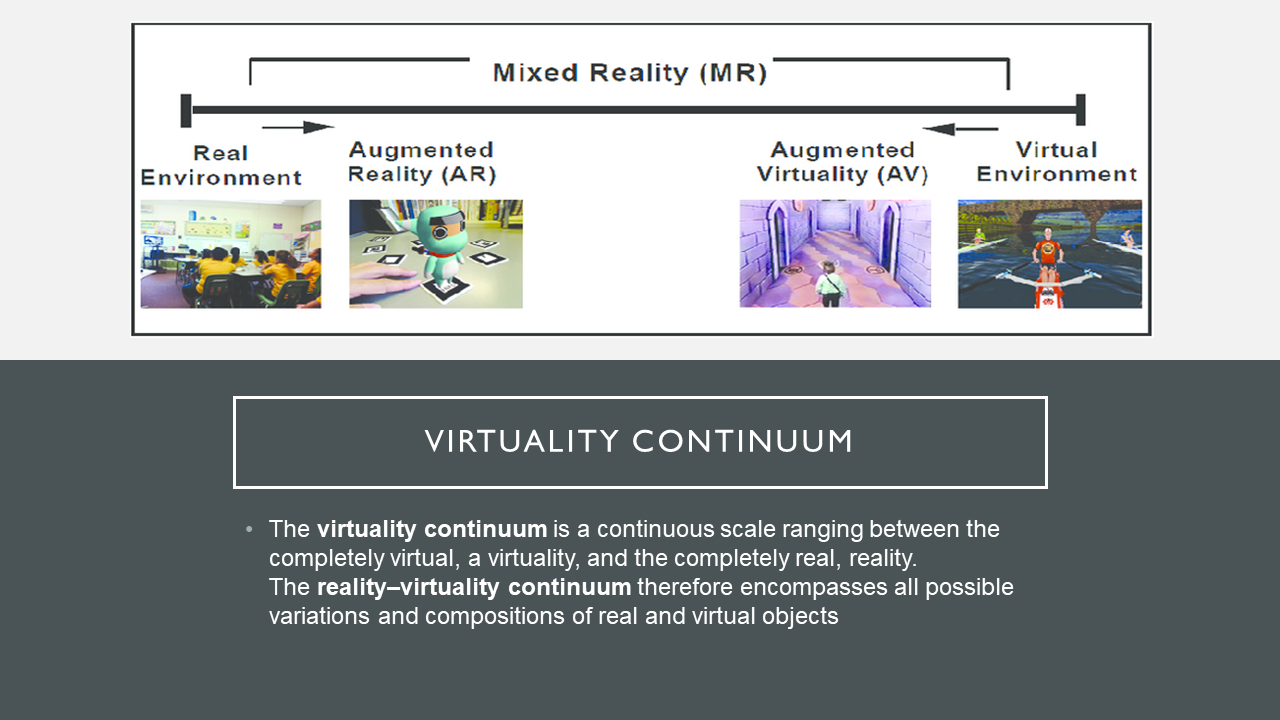 Mixed Reality (MR)
Real
Environment
Augmented
Reality (AR)
Augmented
Virtuality (AV)
Virtual
Environment
VIRTUALITY CONTINUUM
• The virtuality continuum is a continuous scale ranging between the
completely virtual, a virtuality, and the completely real, reality.
The reality–virtuality continuum therefore encompasses all possible
variations and compositions of real and virtual objects